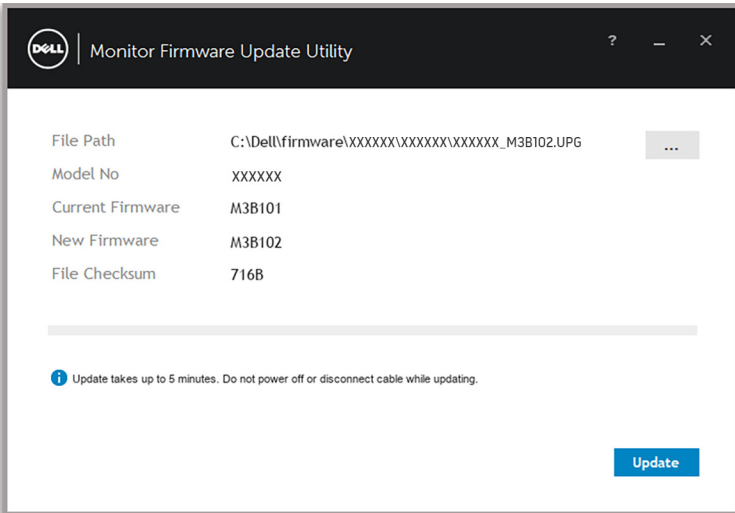 DELL Monitor Firmware Update Utility ?
File Path C:\Dell\firmware\XXXXXX\XXXXXX\XXXXXX_M3B102.UPG ...
Model No XXXXXX
Current Firmware M3B101
New Firmware M3B102
File Checksum 716B
i Update takes up to 5 minutes. Do not power off or disconnect cable while updating.
Update